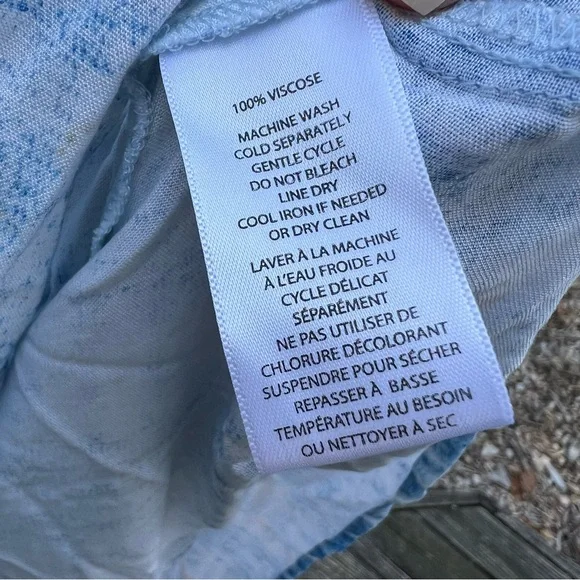 100% VISCOSE
MACHINE WASH
COLD SEPARATELY
GENTLE CYCLE
DO NOT BLEACH
LINE DRY
COOL IRON IF NEEDED
OR DRY CLEAN
LAVER À LA MACHINE
À L'EAU FROIDE AU
CYCLE DÉLICAT
SÉPARÉMENT
NE PAS UTILISER DE
CHLORURE DÉCOLORANT
SUSPENDRE POUR SÉCHER
REPASSER À BASSE
TEMPÉRATURE AU BESOIN
OU NETTOYER À SEC